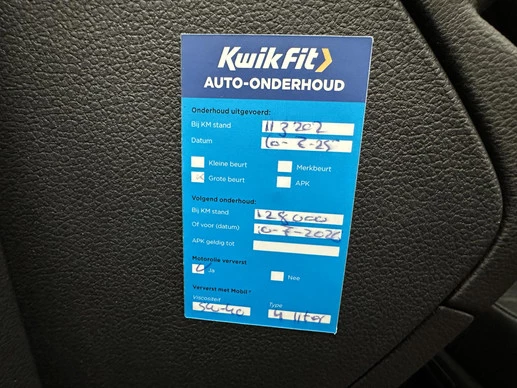 KwikFit
AUTO-ONDERHOUD
Onderhoud uitgevoerd:
Bij KM stand 113202
Datum
Kleine beurt Merkbeurt
Grote beurt APK
Volgend onderhoud:
Bij KM stand 128000
Of voor (datum)
APK geldig tot
Motorolie ververst
Ja Nee
Ververst met Mobil*
Viscositeit Type
5W-40 4 liter